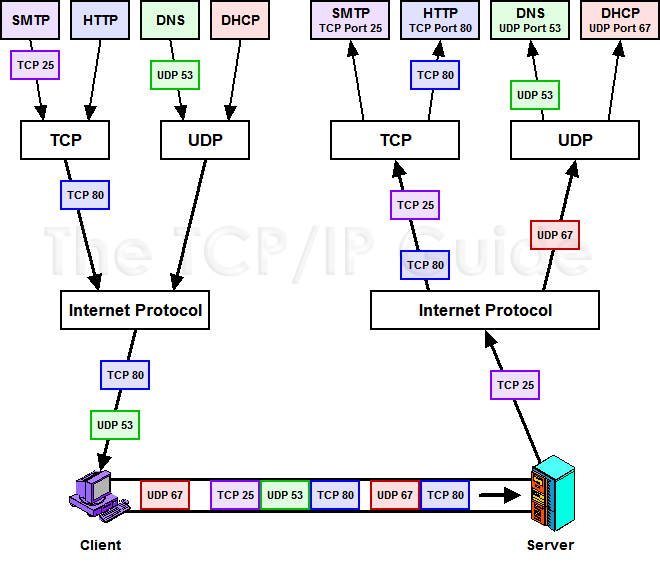 SMTP HTTP DNS DHCP SMTP HTTP DNS DHCP
TCP Port 25 TCP Port 80 UDP Port 53 UDP Port 67
TCP 25 UDP 53 TCP 80 UDP 53
TCP UDP TCP UDP
TCP 80 TCP 25 UDP 67
The TCP/IP Guide
TCP 80
Internet Protocol Internet Protocol
TCP 80 TCP 25
UDP 53
UDP 67 TCP 25 UDP 53 TCP 80 UDP 67 TCP 80
Client Server